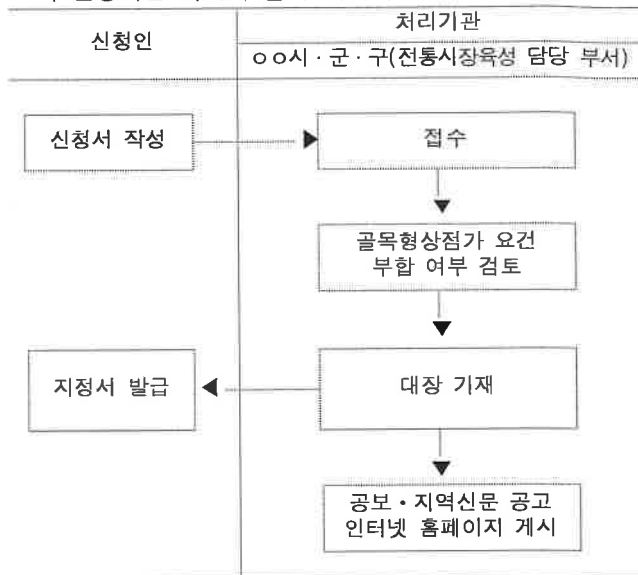 신청인
처리기관
ㅇㅇ시·군·구(전통시장육성 담당 부서)
신청서 작성
접수
골목형상점가 요건
부합 여부 검토
지정서 발급
대장 기재
공보·지역신문 공고
인터넷 홈페이지 게시